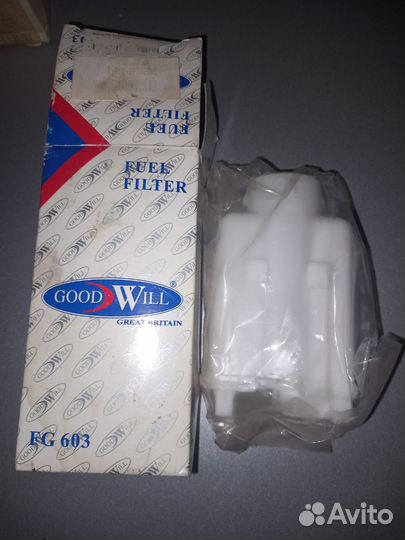 FUEL
FILTER
FUEL
FILTER
GOOD WILL®
GREAT BRITAIN
FG 603
Avito